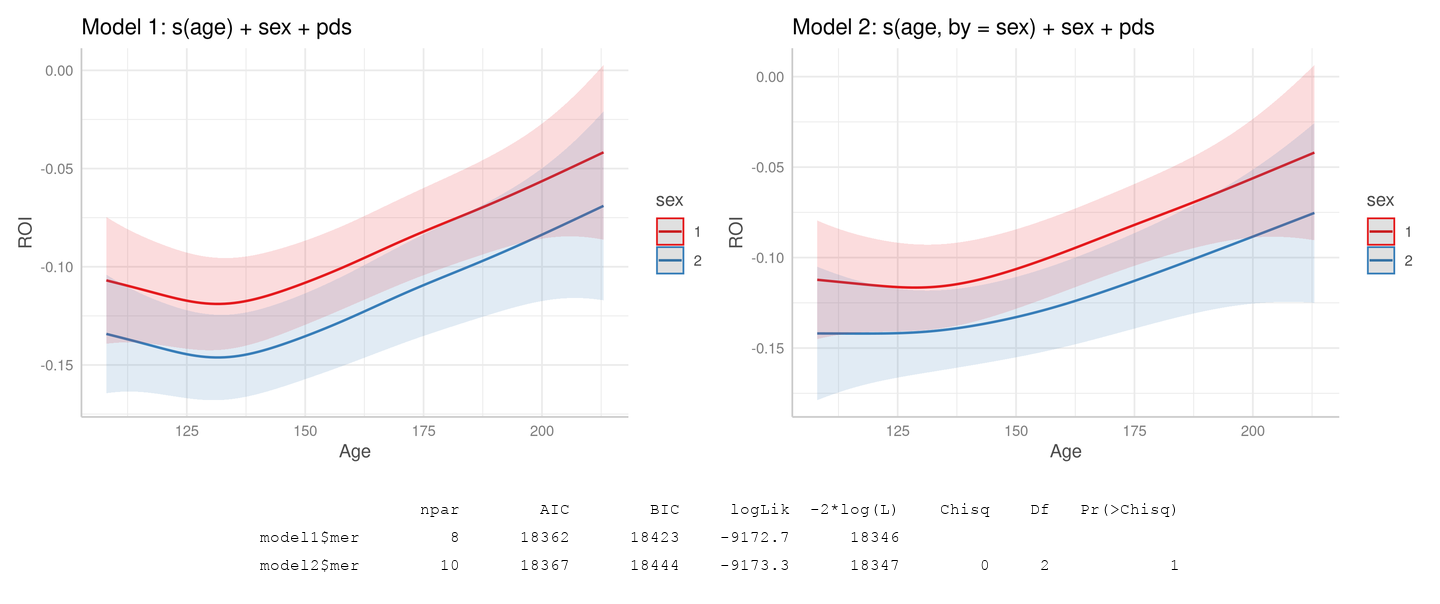 Model 1: s(age) + sex + pds
0.00
-0.05
-0.10
-0.15
ROI
125 150 175 200
Age
sex
1
2
Model 2: s(age, by = sex) + sex + pds
0.00
-0.05
-0.10
-0.15
ROI
125 150 175 200
Age
sex
1
2
npar AIC BIC logLik -2*log(L) Chisq Df Pr(>Chisq)
model1$mer 8 18362 18423 -9172.7 18346
model2$mer 10 18367 18444 -9173.3 18347 0 2 1